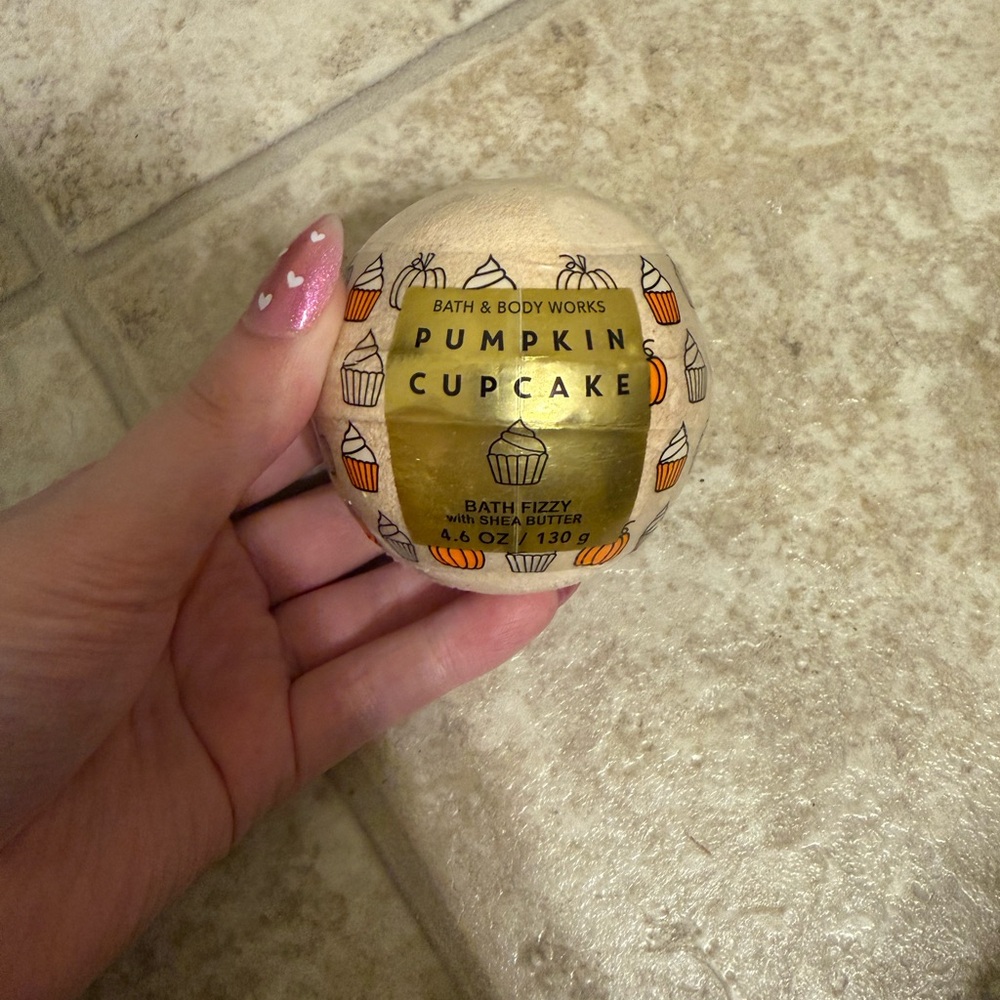 BATH & BODY WORKS
PUMPKIN
CUPCAKE
BATH FIZZY
with SHEA BUTTER
4.6 OZ / 130 g